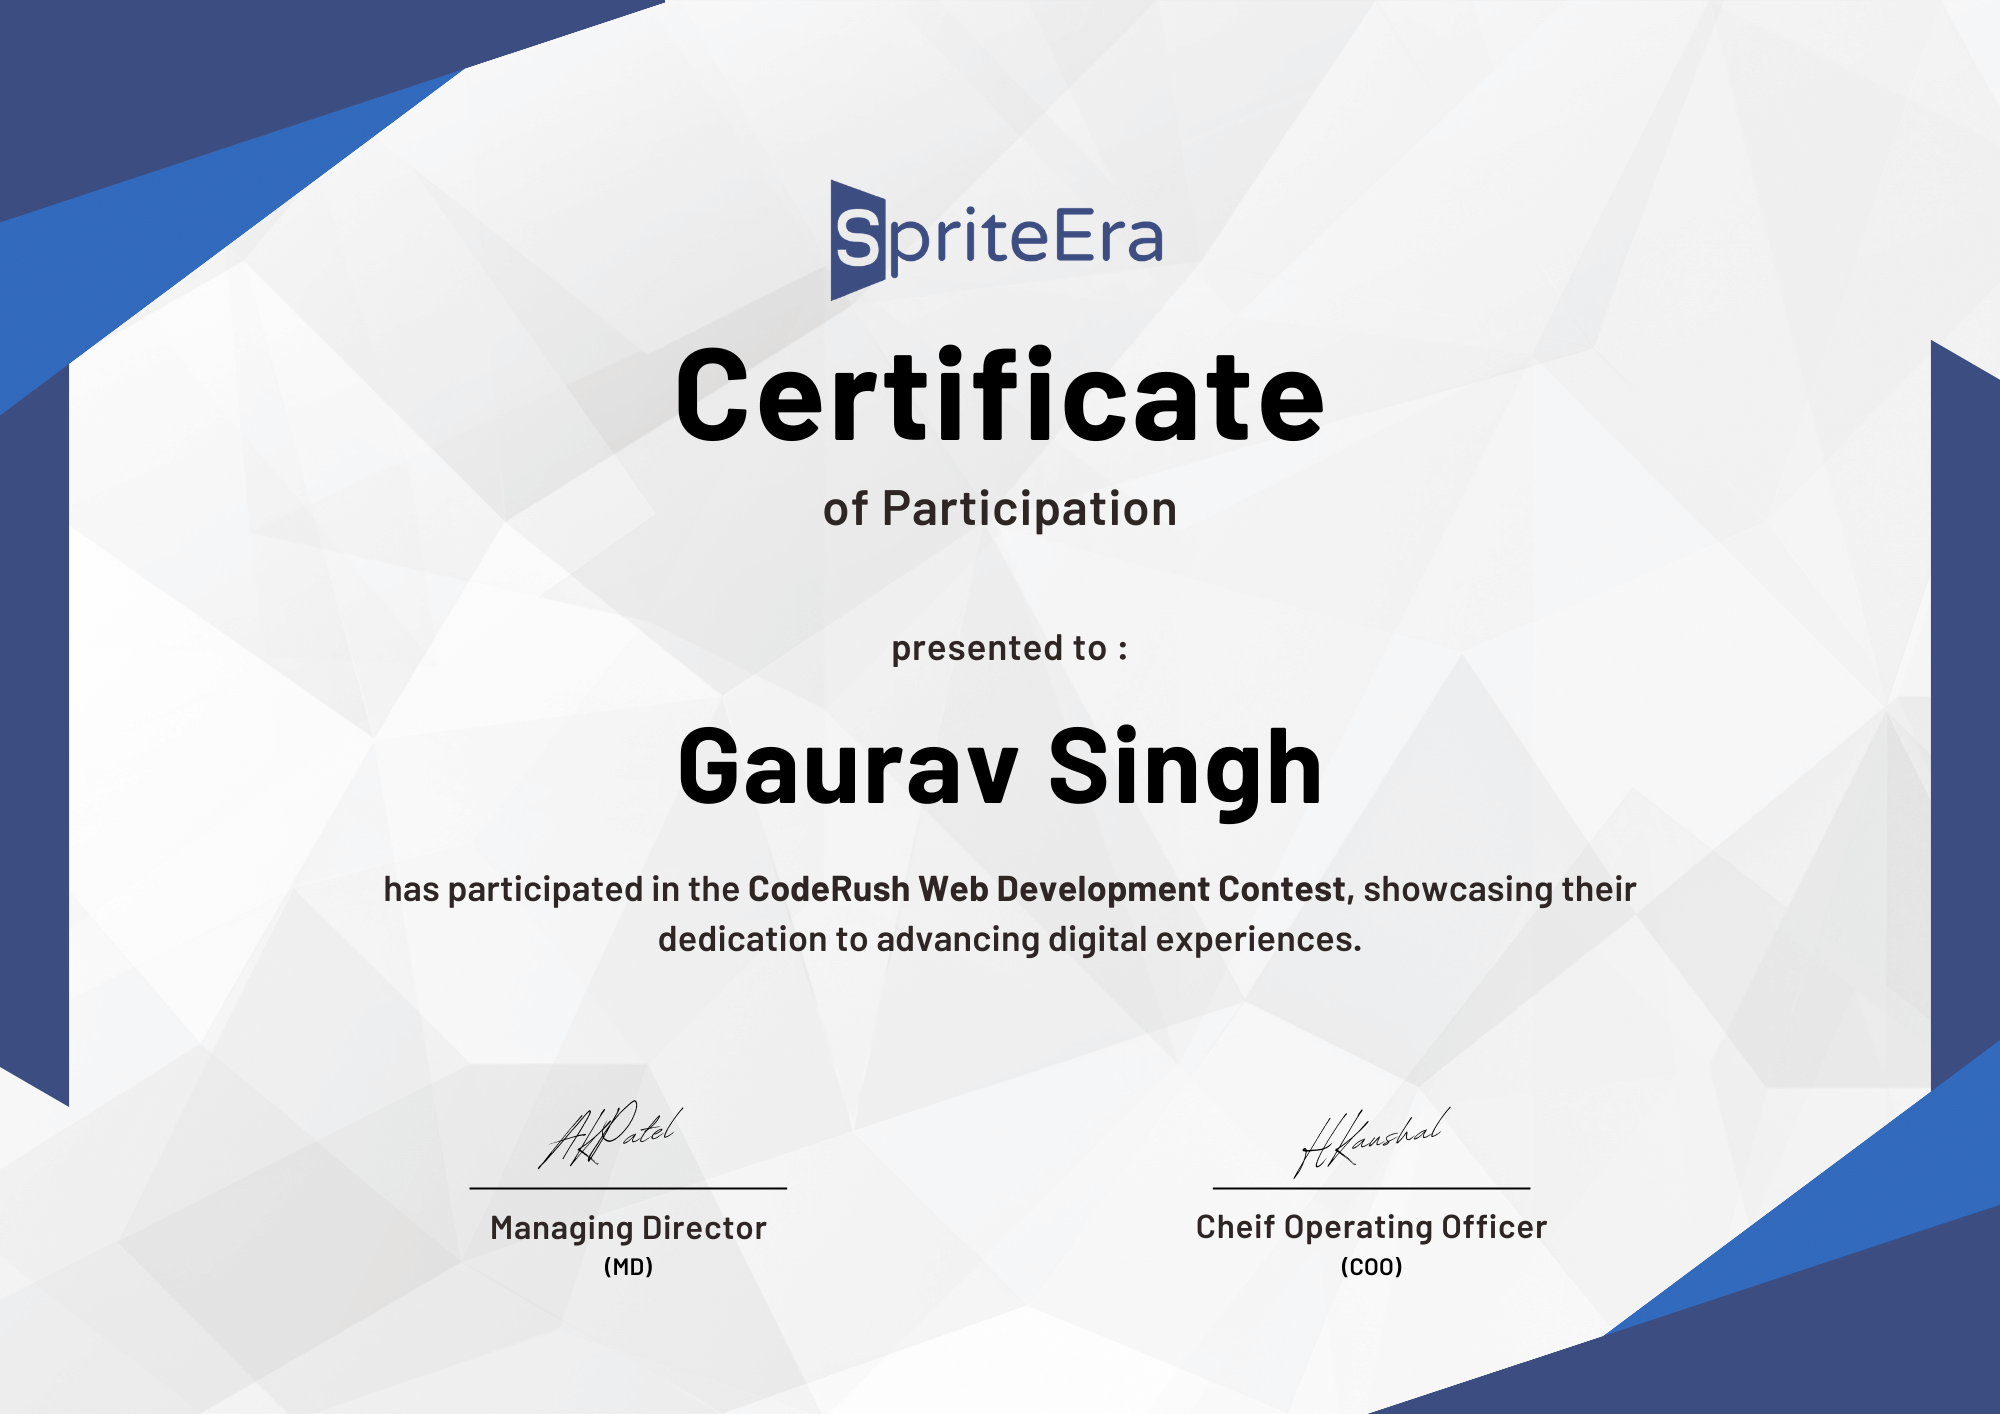 SpriteEra
Certificate
of Participation
presented to :
Gaurav Singh
has participated in the CodeRush Web Development Contest, showcasing their
dedication to advancing digital experiences.
AKPatel
HKaushal
Managing Director
Cheif Operating Officer
(MD)
(COO)